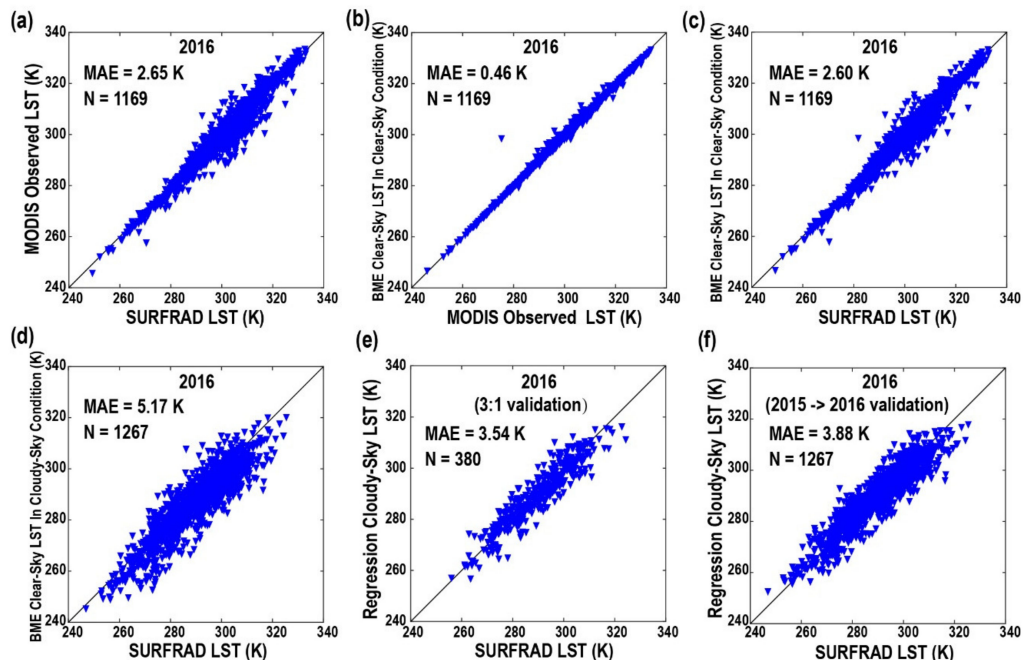 (a)
2016
MAE = 2.65 K
N = 1169
MODIS Observed LST (K)
340
320
300
280
260
240
240 260 280 300 320 340
SURFRAD LST (K)
(b)
2016
MAE = 0.46 K
N = 1169
BME Clear-Sky LST In Clear-Sky Condition (K)
340
320
300
280
260
240
240 260 280 300 320 340
MODIS Observed LST (K)
(c)
2016
MAE = 2.60 K
N = 1169
BME Clear-Sky LST In Clear-Sky Condition (K)
340
320
300
280
260
240
240 260 280 300 320 340
SURFRAD LST (K)
(d)
2016
MAE = 5.17 K
N = 1267
BME Clear-Sky LST In Cloudy-Sky Condition (K)
340
320
300
280
260
240
240 260 280 300 320 340
SURFRAD LST (K)
(e)
2016
(3:1 validation）
MAE = 3.54 K
N = 380
Regression Cloudy-Sky LST (K)
340
320
300
280
260
240
240 260 280 300 320 340
SURFRAD LST (K)
(f)
2016
(2015 -> 2016 validation)
MAE = 3.88 K
N = 1267
Regression Cloudy-Sky LST (K)
340
320
300
280
260
240
240 260 280 300 320 340
SURFRAD LST (K)